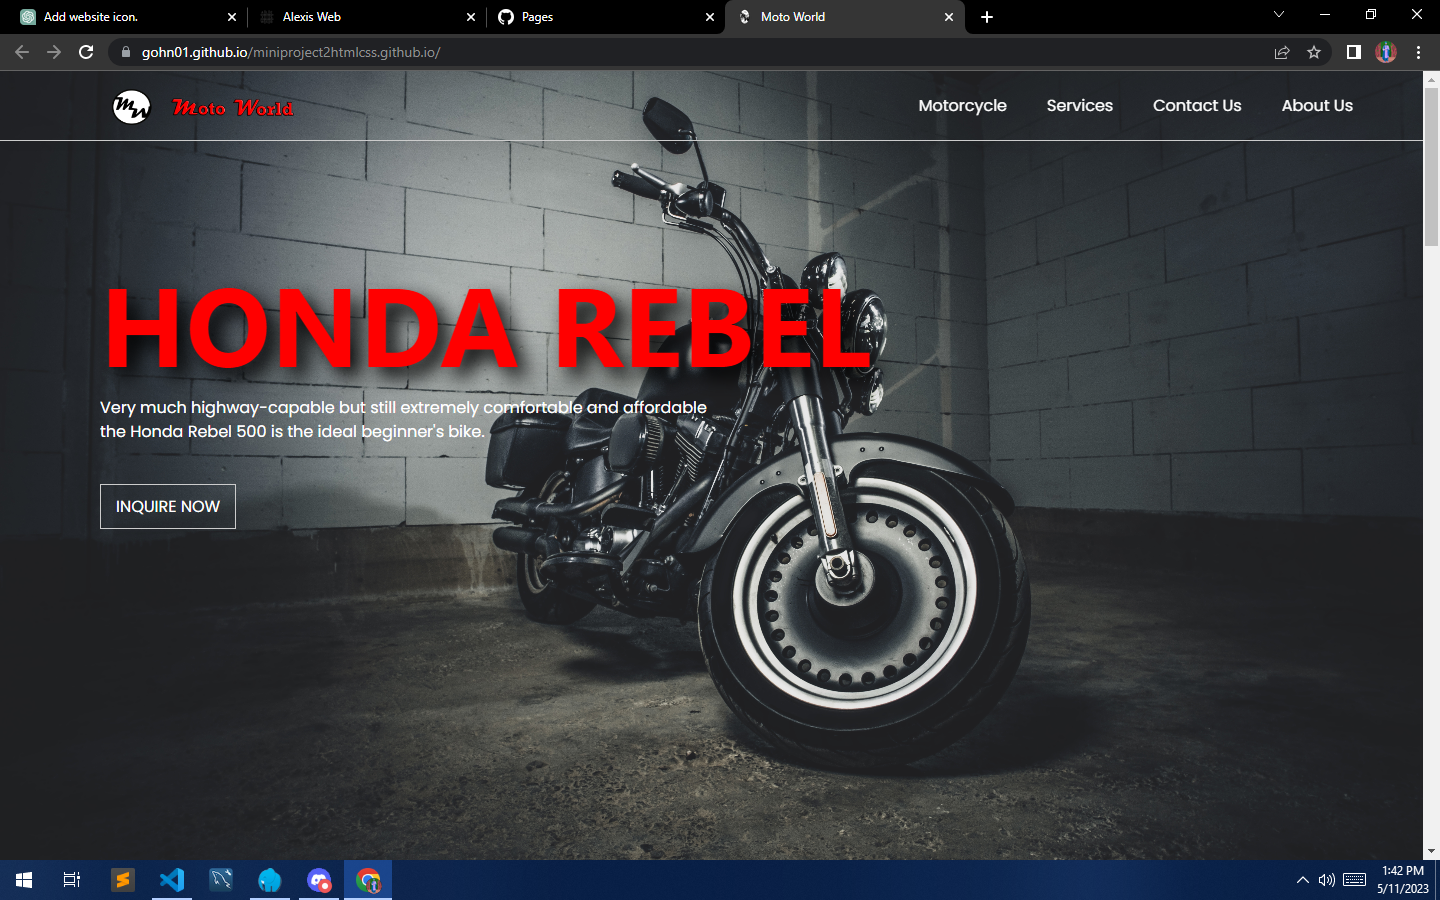 Add website icon.
Alexis Web
Pages
Moto World
gohn01.github.io/miniproject2htmlcss.github.io/
MW
Moto World
Motorcycle
Services
Contact Us
About Us
HONDA REBEL
Very much highway-capable but still extremely comfortable and affordable
the Honda Rebel 500 is the ideal beginner's bike.
INQUIRE NOW
1:42 PM
5/11/2023